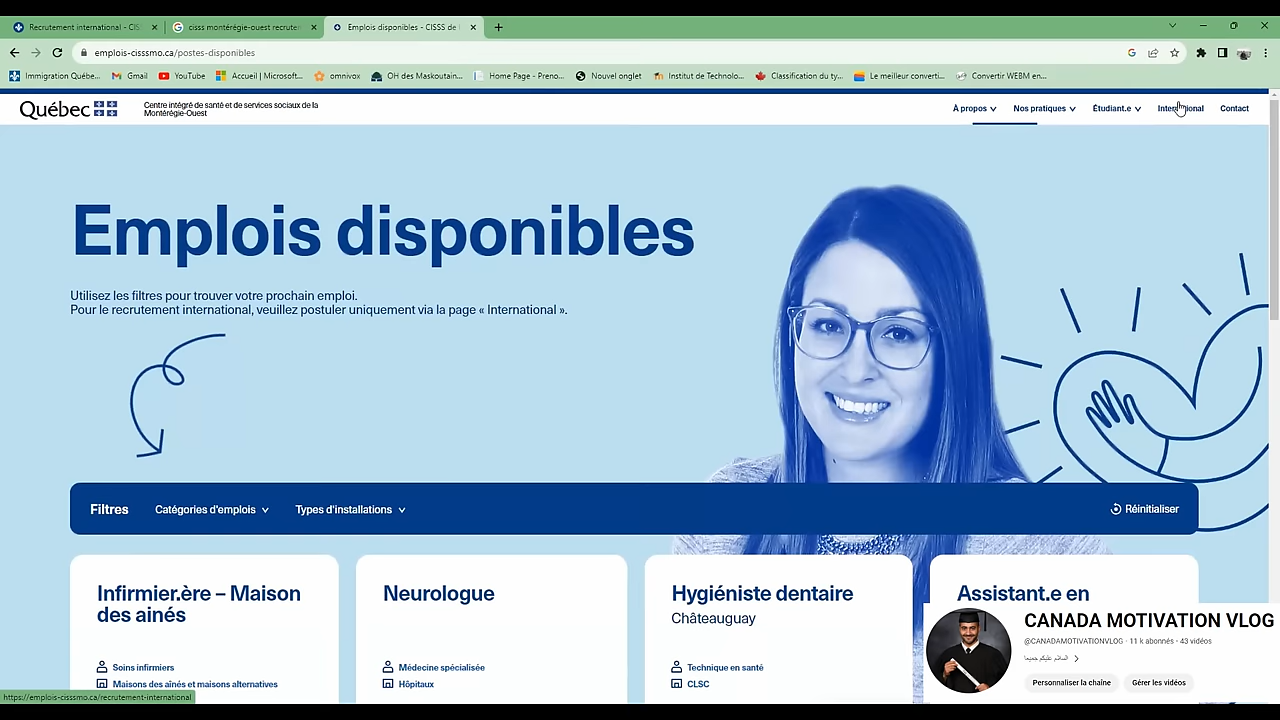 Recrutement international - CIS
cisss montérégie-ouest recrutem
Emplois disponibles - CISSS de l
emplois-cisssmo.ca/postes-disponibles
Immigration Québe...
Gmail
YouTube
Accueil | Microsoft...
omnivox
OH des Maskoutain...
Home Page - Preno...
Nouvel onglet
Institut de Technolo...
Classification du ty...
Le meilleur converti...
Convertir WEBM en...
Québec
Centre intégré de santé et de services sociaux de la
Montérégie-Ouest
À propos
Nos pratiques
Étudiant.e
International
Contact
Emplois disponibles
Utilisez les filtres pour trouver votre prochain emploi.
Pour le recrutement international, veuillez postuler uniquement via la page « International ».
Filtres
Catégories d'emplois
Types d'installations
Réinitialiser
Infirmier.ère – Maison
des ainés
Soins infirmiers
Maisons des aînés et maisons alternatives
Neurologue
Médecine spécialisée
Hôpitaux
Hygiéniste dentaire
Châteauguay
Technique en santé
CLSC
Assistant.e en
CANADA MOTIVATION VLOG
@CANADAMOTIVATIONVLOG · 11 k abonnés · 43 vidéos
السلام عليكم جميعا
Personnaliser la chaîne
Gérer les vidéos
https://emplois-cisssmo.ca/recrutement-international